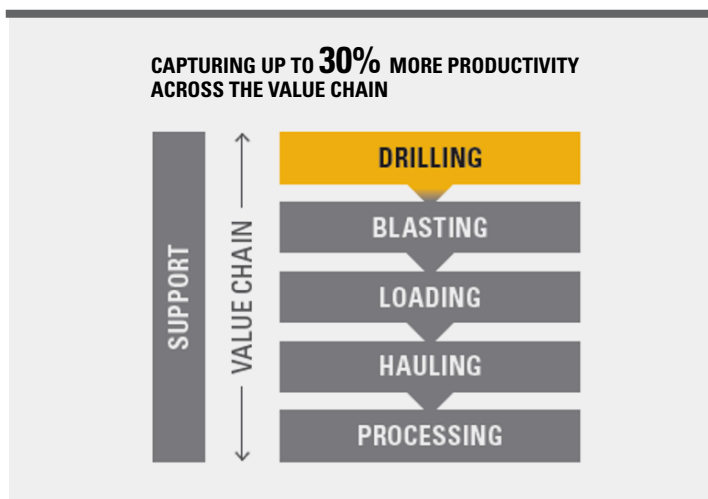 CAPTURING UP TO 30% MORE PRODUCTIVITY
ACROSS THE VALUE CHAIN
SUPPORT
VALUE CHAIN
DRILLING
BLASTING
LOADING
HAULING
PROCESSING